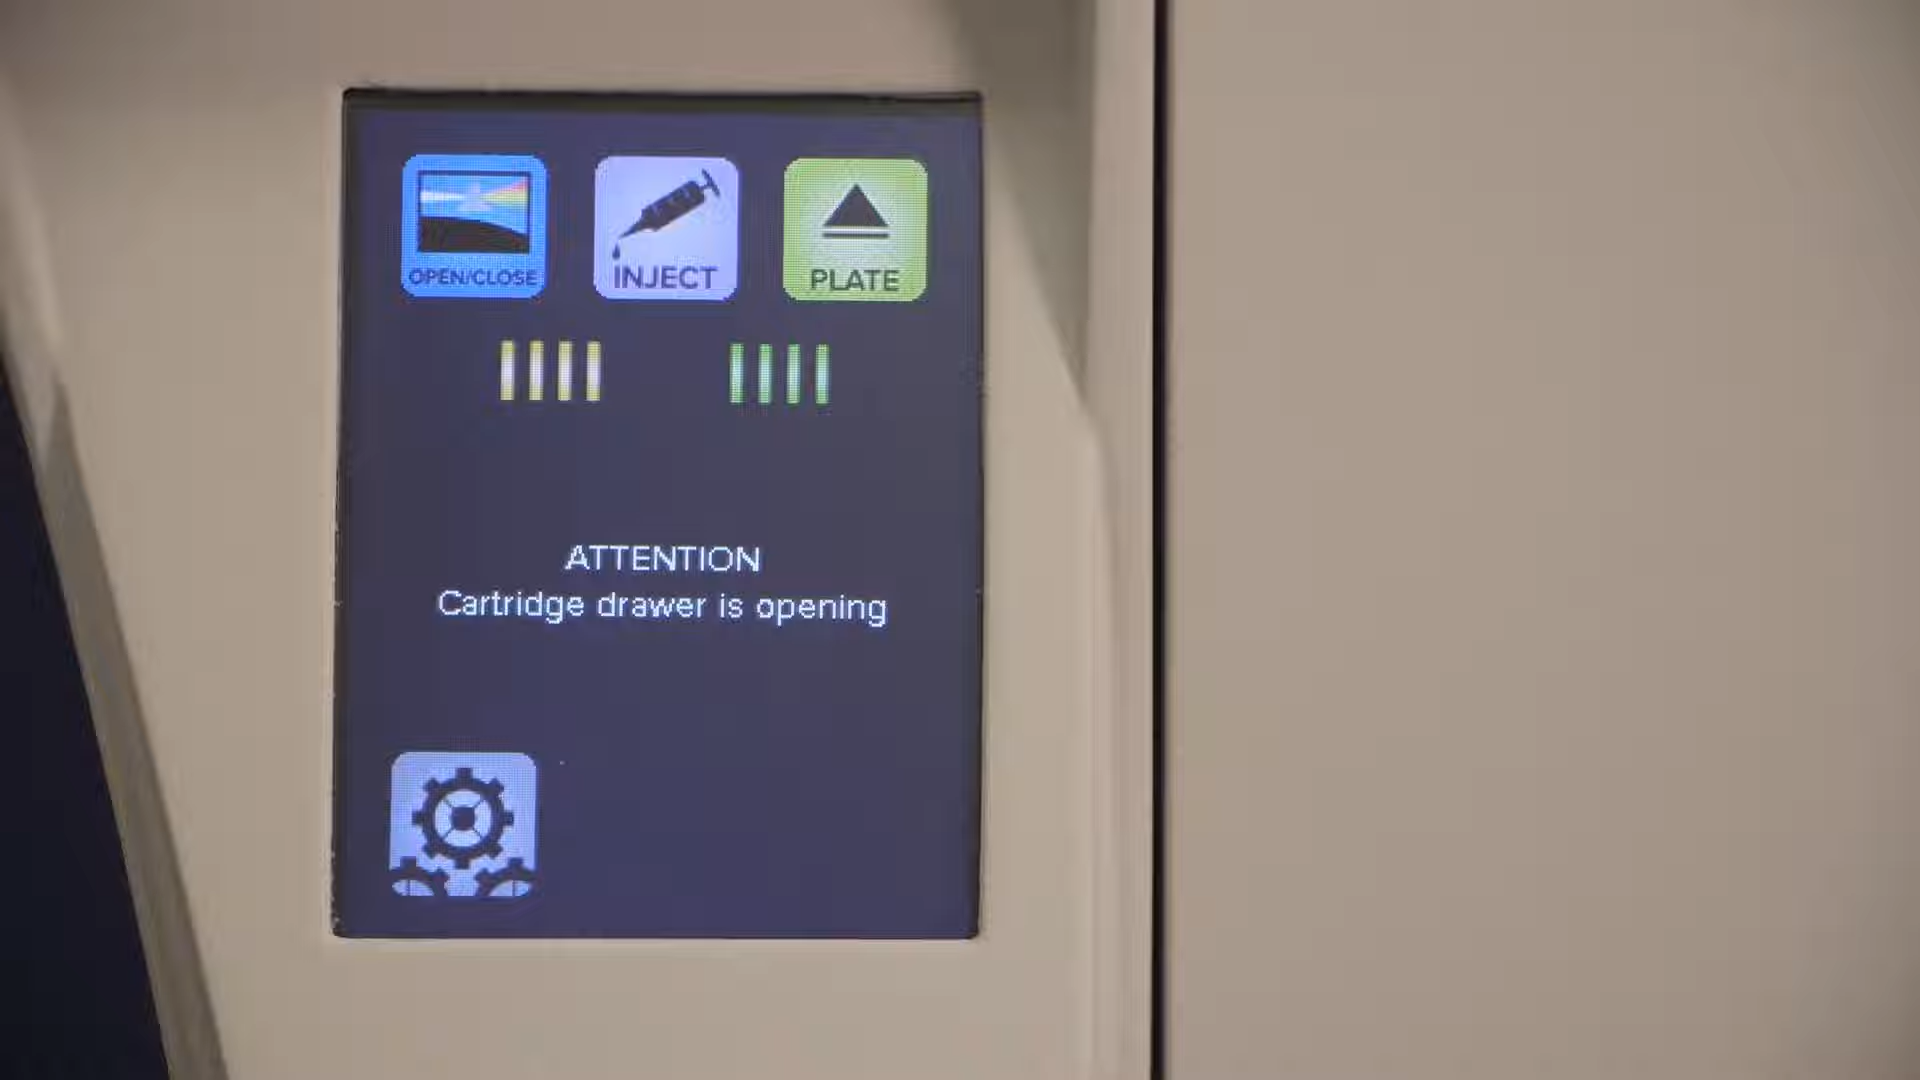 OPEN/CLOSE
INJECT
PLATE
ATTENTION
Cartridge drawer is opening